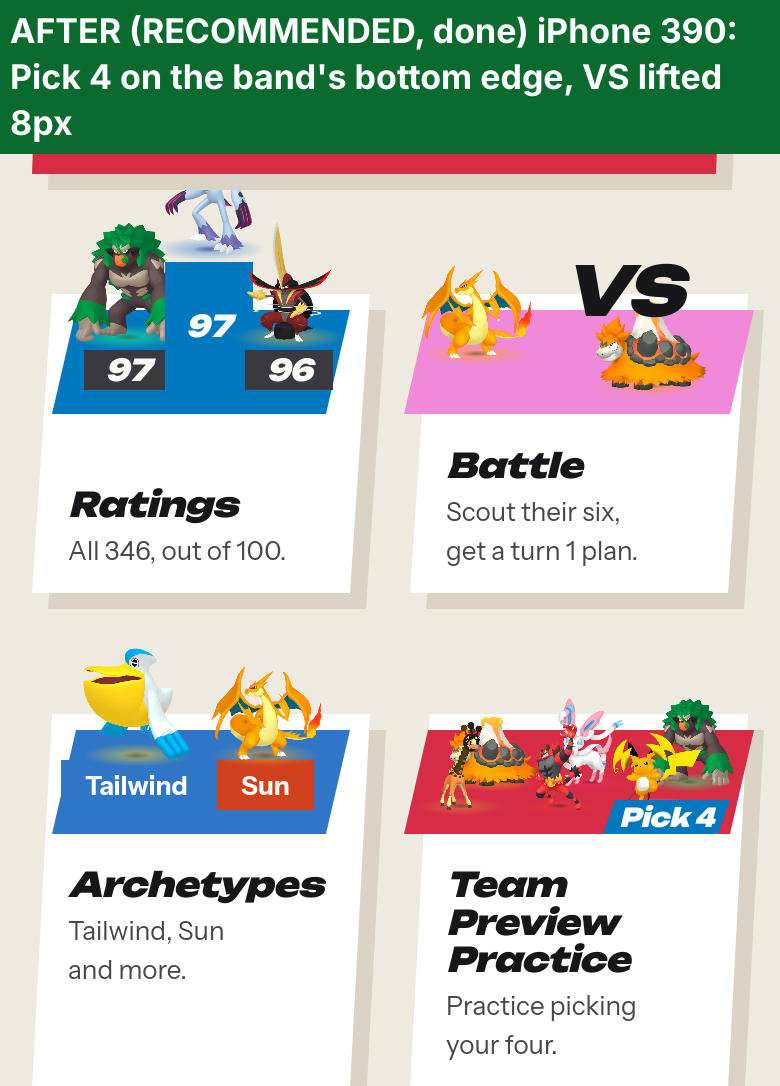 AFTER (RECOMMENDED, done) iPhone 390:
Pick 4 on the band's bottom edge, VS lifted
8px
97
97
96
VS
Ratings
All 346, out of 100.
Battle
Scout their six,
get a turn 1 plan.
Tailwind
Sun
Pick 4
Archetypes
Tailwind, Sun
and more.
Team
Preview
Practice
Practice picking
your four.